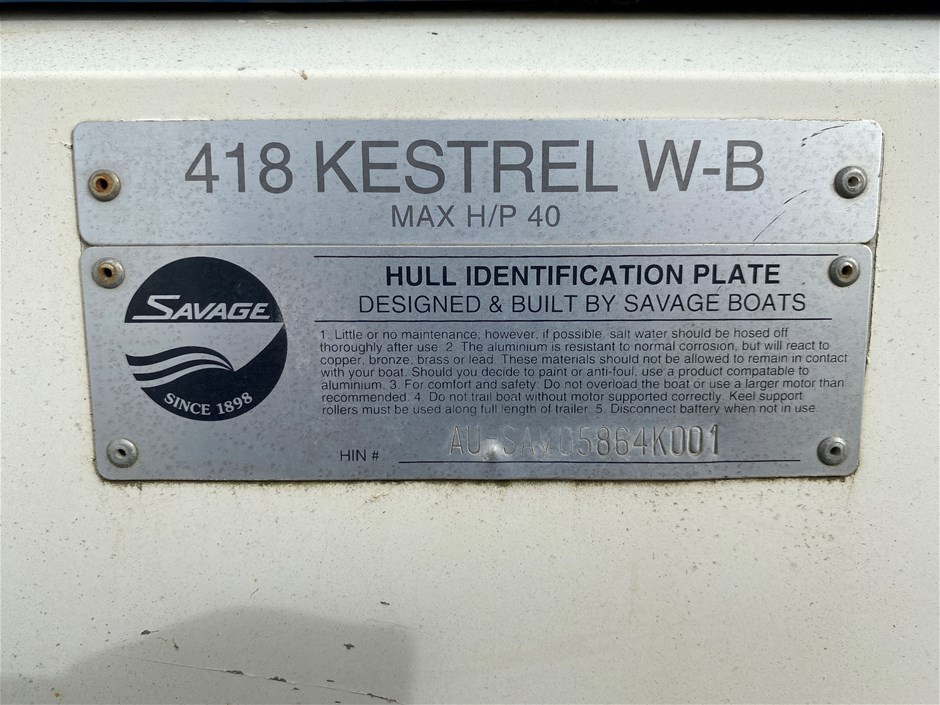 418 KESTREL W-B
MAX H/P 40
SAVAGE
SINCE 1898
HULL IDENTIFICATION PLATE
DESIGNED & BUILT BY SAVAGE BOATS
1. Little or no maintenance, however, if possible, salt water should be hosed off
thoroughly after use. 2. The aluminium is resistant to normal corrosion, but will react to
copper, bronze, brass or lead. These materials should not be allowed to remain in contact
with your boat. Should you decide to paint or anti-foul, use a product compatable to
aluminium. 3. For comfort and safety: Do not overload the boat or use a larger motor than
recommended. 4. Do not trail boat without motor supported correctly. Keel support
rollers must be used along full length of trailer. 5. Disconnect battery when not in use.
HIN #